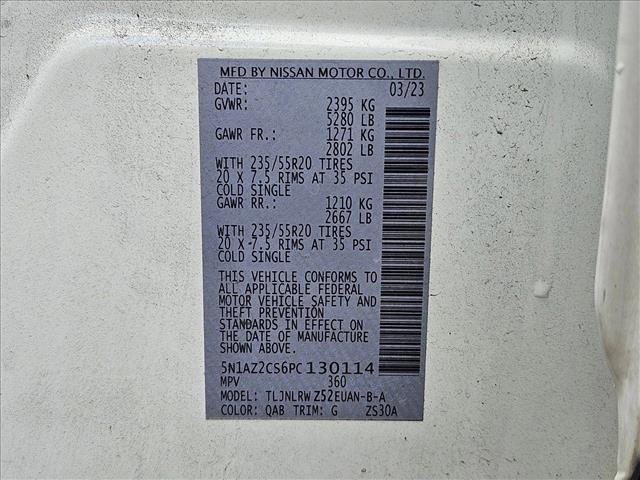 MFD BY NISSAN MOTOR CO., LTD.
DATE: 03/23
GVWR: 2395 KG
5280 LB
GAWR FR.: 1271 KG
2802 LB
WITH 235/55R20 TIRES
20 X 7.5 RIMS AT 35 PSI
COLD SINGLE
GAWR RR.: 1210 KG
2667 LB
WITH 235/55R20 TIRES
20 X 7.5 RIMS AT 35 PSI
COLD SINGLE
THIS VEHICLE CONFORMS TO
ALL APPLICABLE FEDERAL
MOTOR VEHICLE SAFETY AND
THEFT PREVENTION
STANDARDS IN EFFECT ON
THE DATE OF MANUFACTURE
SHOWN ABOVE.
5N1AZ2CS6PC130114
MPV 360
MODEL: TLJNLRWZ52EUAN-B-A
COLOR: QAB TRIM: G ZS30A